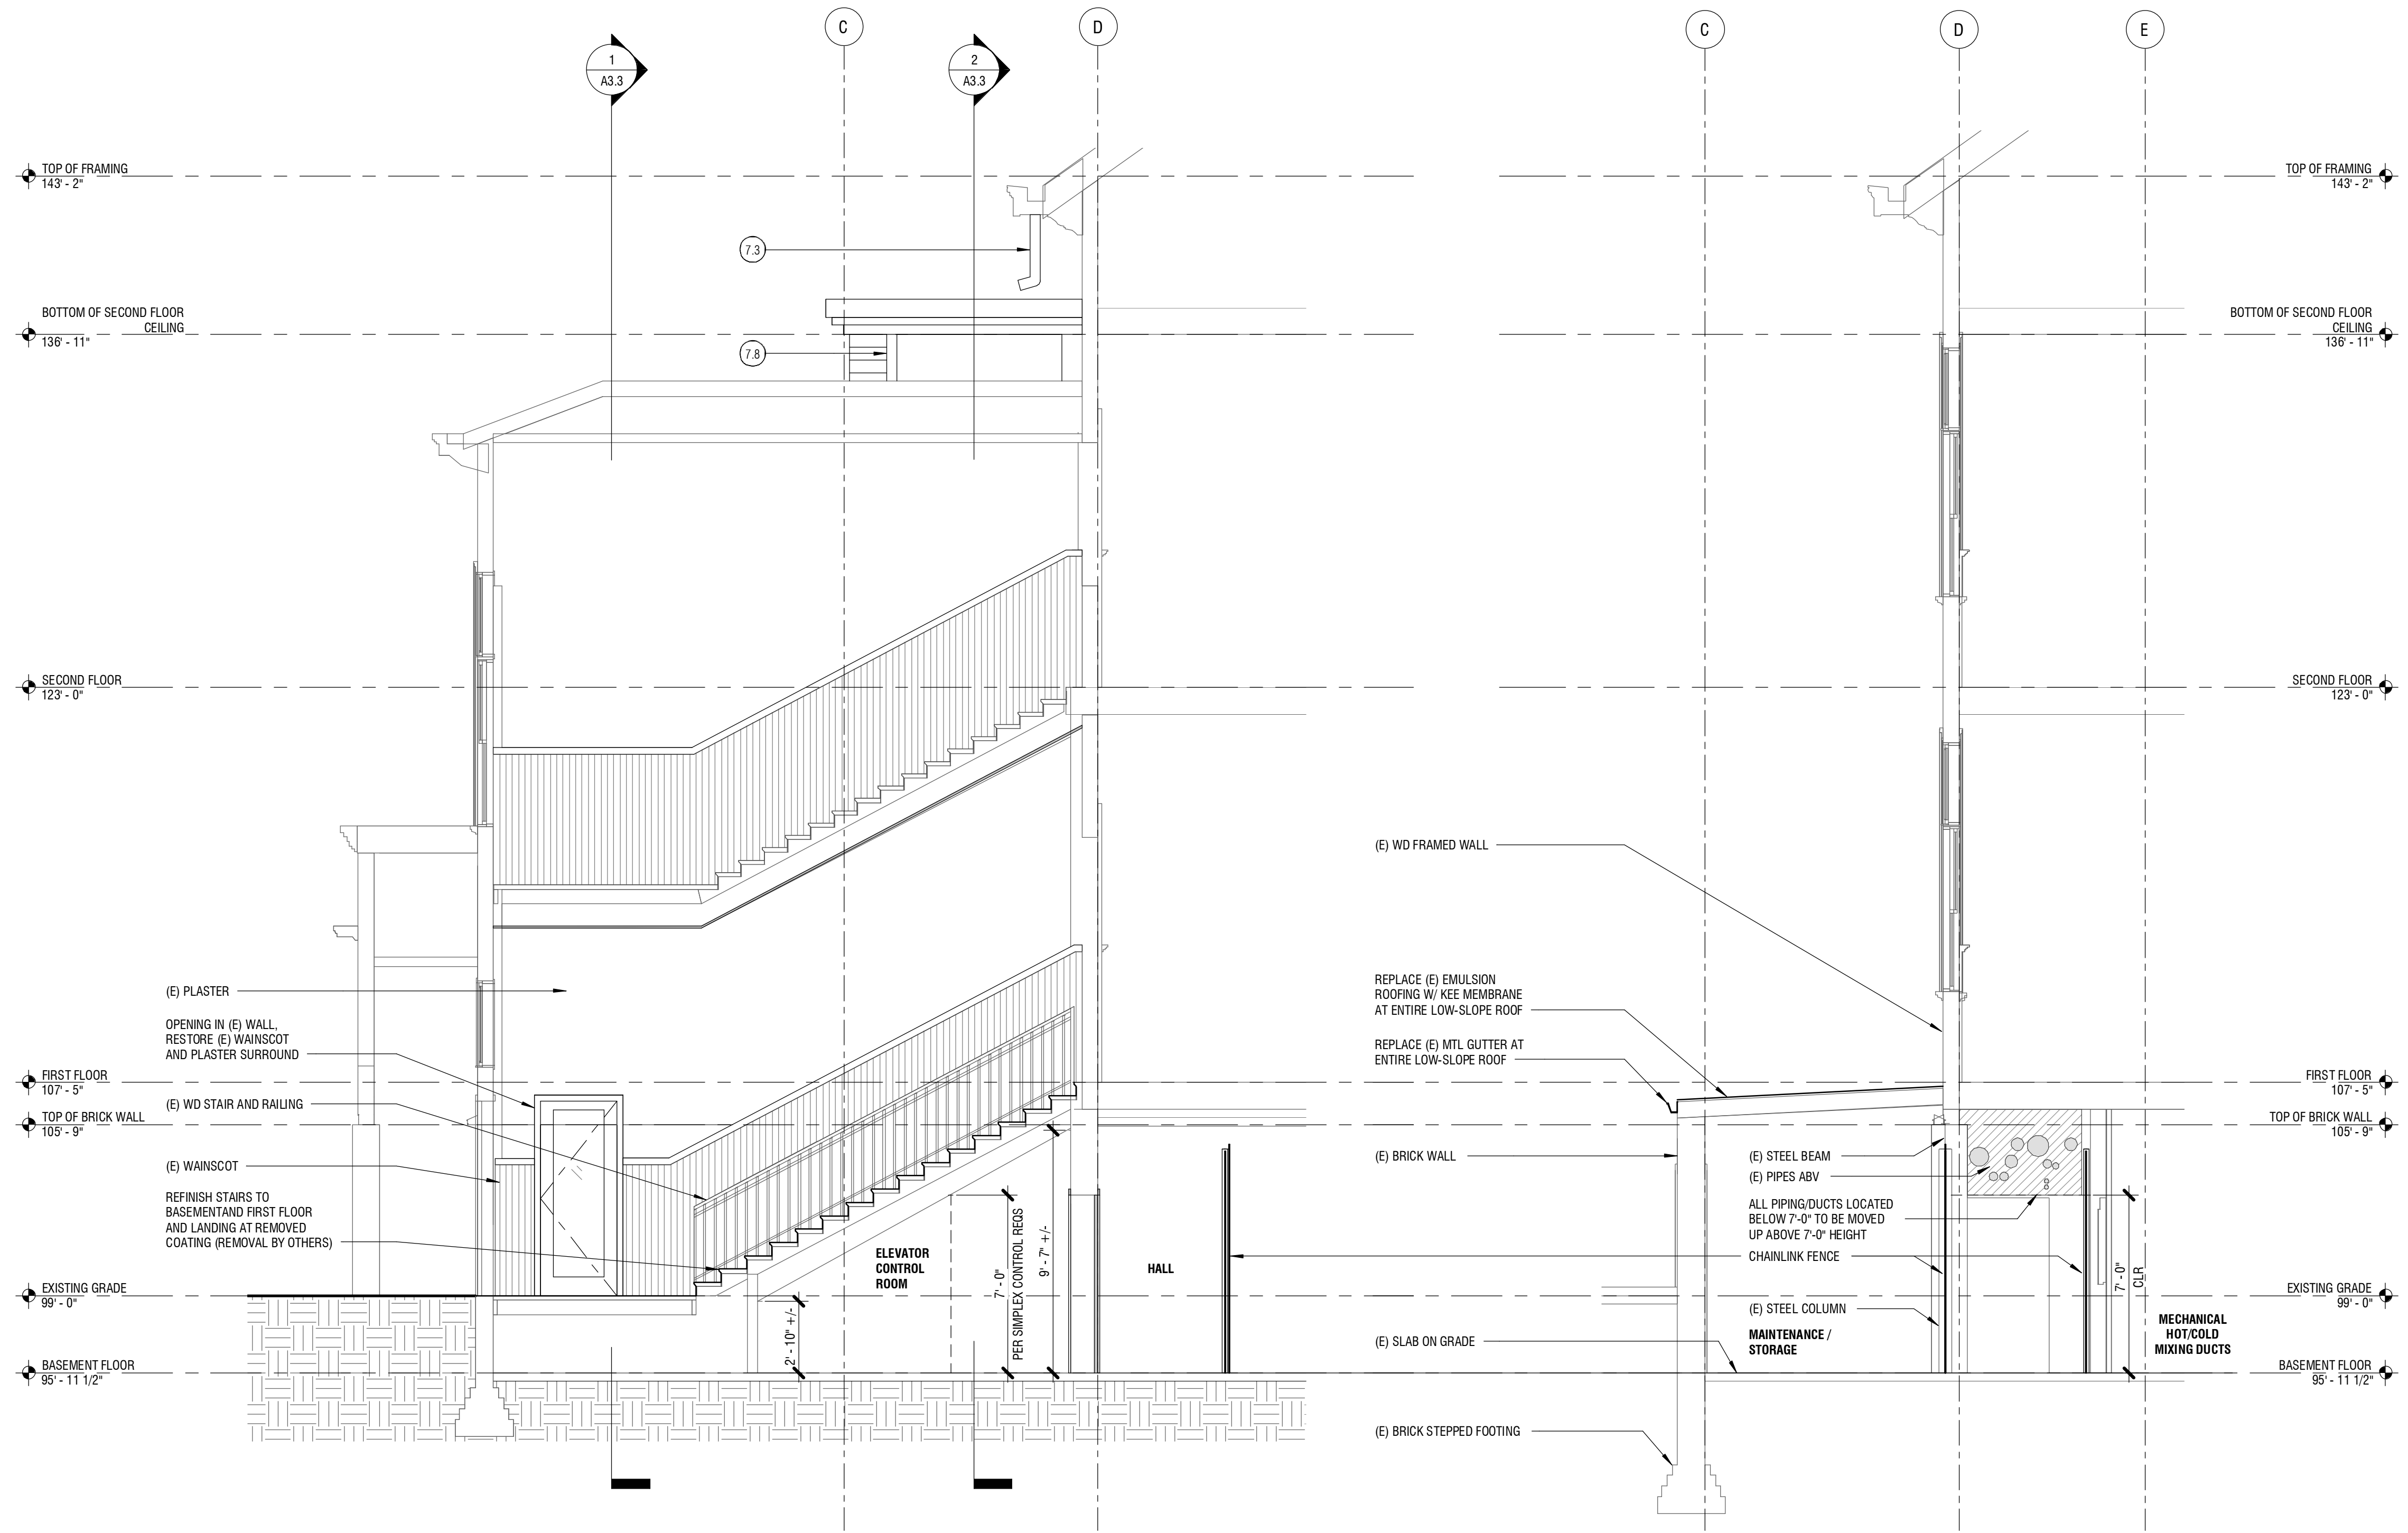 C
D
C
D
E
1
A3.3
2
A3.3
TOP OF FRAMING
143' - 2"
TOP OF FRAMING
143' - 2"
7.3
BOTTOM OF SECOND FLOOR
CEILING
136' - 11"
BOTTOM OF SECOND FLOOR
CEILING
136' - 11"
7.8
SECOND FLOOR
123' - 0"
SECOND FLOOR
123' - 0"
(E) WD FRAMED WALL
(E) PLASTER
OPENING IN (E) WALL,
RESTORE (E) WAINSCOT
AND PLASTER SURROUND
REPLACE (E) EMULSION
ROOFING W/ KEE MEMBRANE
AT ENTIRE LOW-SLOPE ROOF
REPLACE (E) MTL GUTTER AT
ENTIRE LOW-SLOPE ROOF
FIRST FLOOR
107' - 5"
FIRST FLOOR
107' - 5"
(E) WD STAIR AND RAILING
TOP OF BRICK WALL
105' - 9"
TOP OF BRICK WALL
105' - 9"
(E) WAINSCOT
(E) BRICK WALL
(E) STEEL BEAM
(E) PIPES ABV
REFINISH STAIRS TO
BASEMENTAND FIRST FLOOR
AND LANDING AT REMOVED
COATING (REMOVAL BY OTHERS)
ALL PIPING/DUCTS LOCATED
BELOW 7'-0" TO BE MOVED
UP ABOVE 7'-0" HEIGHT
CHAINLINK FENCE
ELEVATOR
CONTROL
ROOM
7' - 0"
PER SIMPLEX CONTROL REQS
9' - 7" +/-
HALL
7' - 0"
CLR
EXISTING GRADE
99' - 0"
EXISTING GRADE
99' - 0"
2' - 10" +/-
(E) STEEL COLUMN
MAINTENANCE /
STORAGE
MECHANICAL
HOT/COLD
MIXING DUCTS
(E) SLAB ON GRADE
BASEMENT FLOOR
95' - 11 1/2"
BASEMENT FLOOR
95' - 11 1/2"
(E) BRICK STEPPED FOOTING